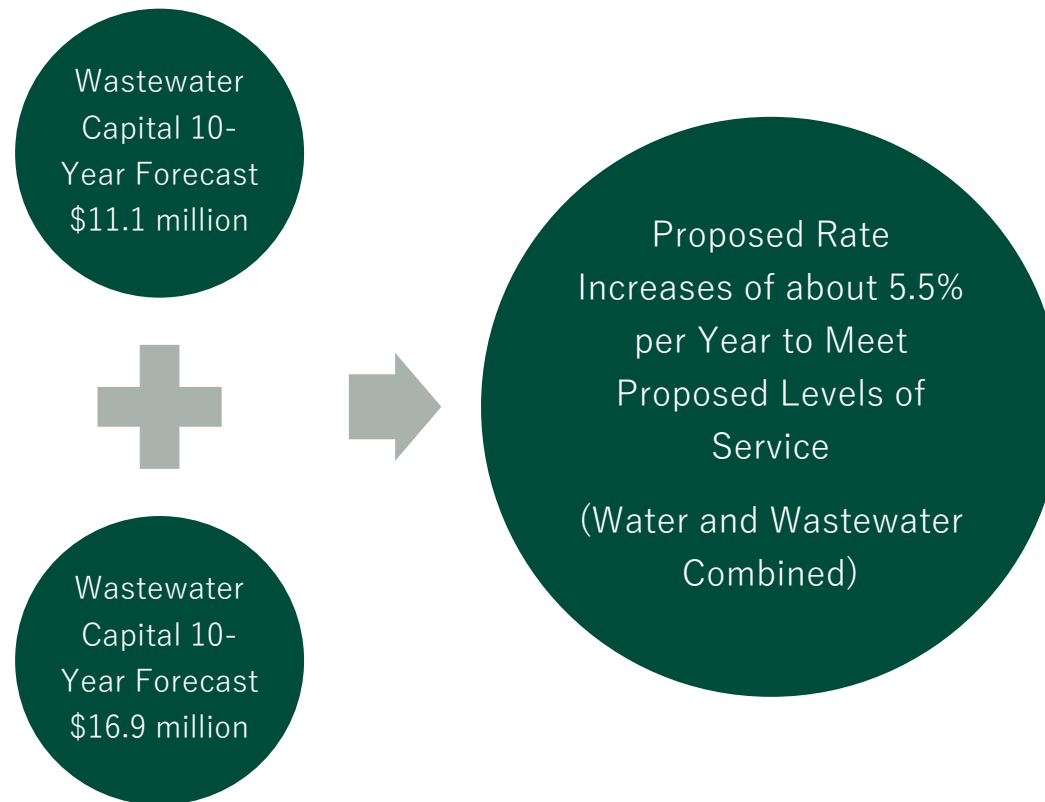 Wastewater
Capital 10-
Year Forecast
$11.1 million
Wastewater
Capital 10-
Year Forecast
$16.9 million
Proposed Rate
Increases of about 5.5%
per Year to Meet
Proposed Levels of
Service
(Water and Wastewater
Combined)